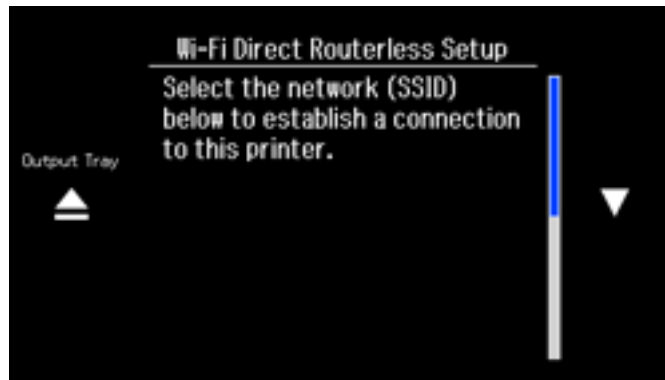 Wi-Fi Direct Routerless Setup
Select the network (SSID)
below to establish a connection
to this printer.
Output Tray